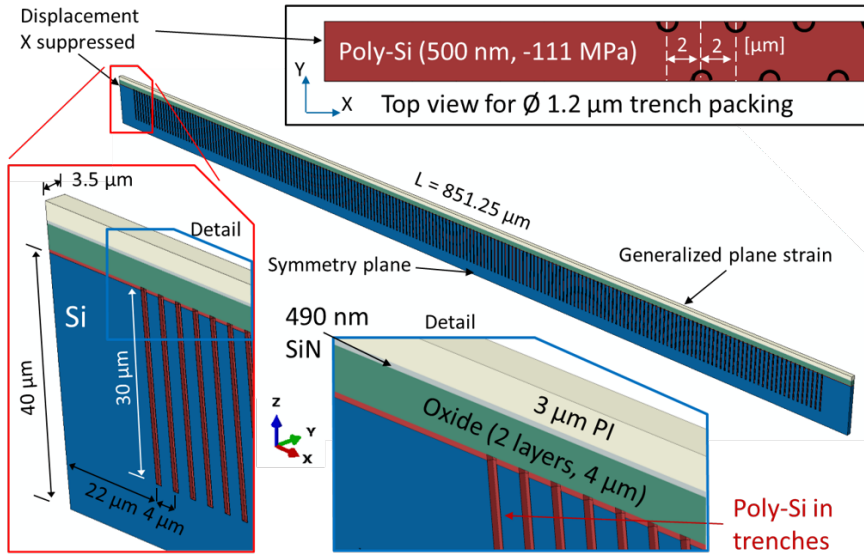 Displacement
X suppressed
Poly-Si (500 nm, -111 MPa)
2
2
[µm]
Y
X
Top view for Ø 1.2 µm trench packing
3.5 µm
L = 851.25 µm
Detail
Symmetry plane
Generalized plane strain
Si
40 µm
30 µm
22 µm
4 µm
z
Y
x
490 nm
SiN
Detail
3 µm PI
Oxide (2 layers, 4 µm)
Poly-Si in
trenches